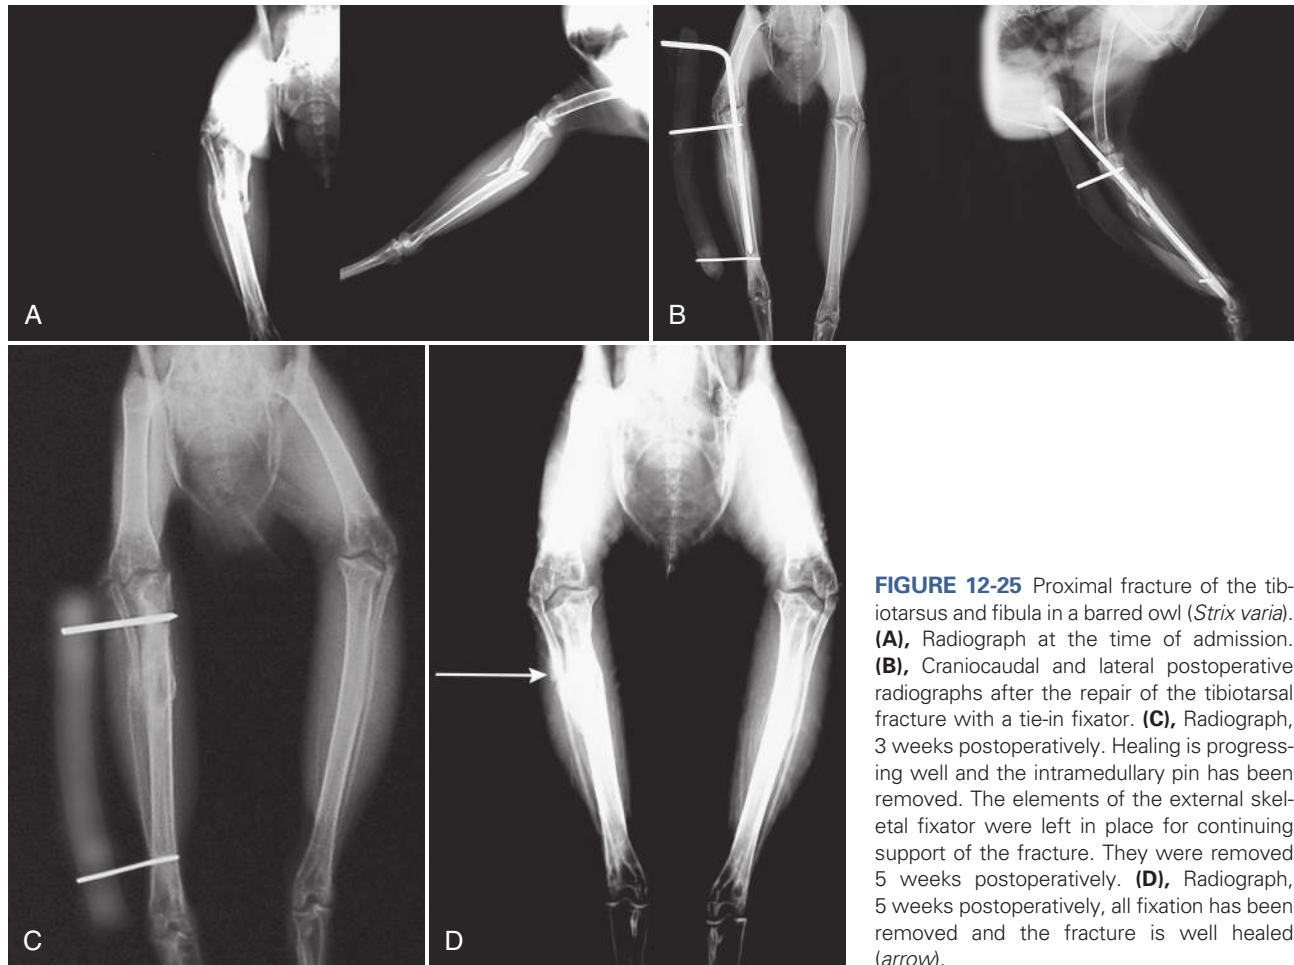 A
B
C
D
FIGURE 12-25 Proximal fracture of the tib-
iotarsus and fibula in a barred owl (Strix varia).
(A), Radiograph at the time of admission.
(B), Craniocaudal and lateral postoperative
radiographs after the repair of the tibiotarsal
fracture with a tie-in fixator. (C), Radiograph,
3 weeks postoperatively. Healing is progress-
ing well and the intramedullary pin has been
removed. The elements of the external skel-
etal fixator were left in place for continuing
support of the fracture. They were removed
5 weeks postoperatively. (D), Radiograph,
5 weeks postoperatively, all fixation has been
removed and the fracture is well healed
(arrow).